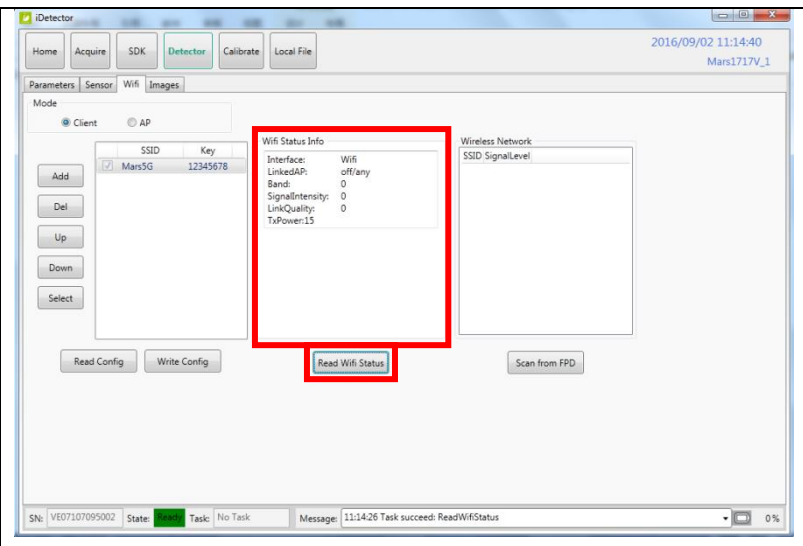 iDetector
Home Acquire SDK Detector Calibrate Local File
2016/09/02 11:14:40
Mars1717V_1
Parameters Sensor Wifi Images
Mode
Client AP
SSID Key
Mars5G 12345678
Add
Del
Up
Down
Select
Read Config Write Config
Wifi Status Info
Interface: Wifi
LinkedAP: off/any
Band: 0
SignalIntensity: 0
LinkQuality: 0
TxPower:15
Read Wifi Status
Wireless Network
SSID SignalLevel
Scan from FPD
SN: VE07107095002 State: Ready Task: No Task Message: 11:14:26 Task succeed: ReadWifiStatus 0%